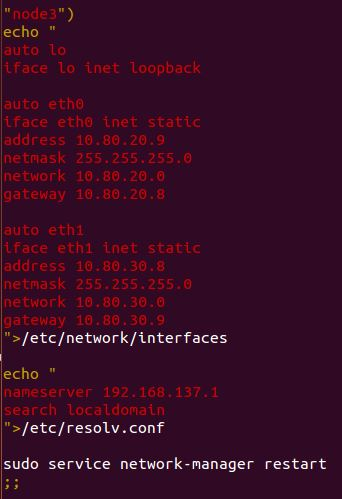 "node3")
echo "
auto lo
iface lo inet loopback

auto eth0
iface eth0 inet static
address 10.80.20.9
netmask 255.255.255.0
network 10.80.20.0
gateway 10.80.20.8

auto eth1
iface eth1 inet static
address 10.80.30.8
netmask 255.255.255.0
network 10.80.30.0
gateway 10.80.30.9
">/etc/network/interfaces

echo "
nameserver 192.168.137.1
search localdomain
">/etc/resolv.conf

sudo service network-manager restart
;;